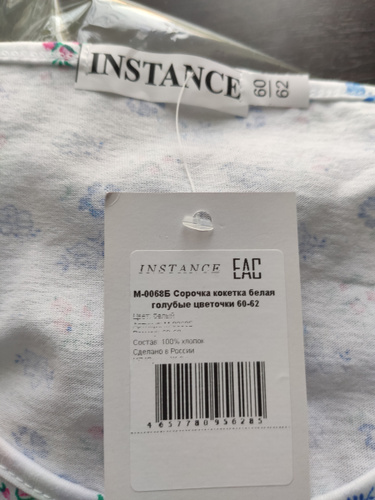 INSTANCE
60
62
INSTANCE EAC
М-0068Б Сорочка кокетка белая
голубые цветочки 60-62
Цвет: белый
Состав: 100% хлопок
Сделано в России
4657780956285